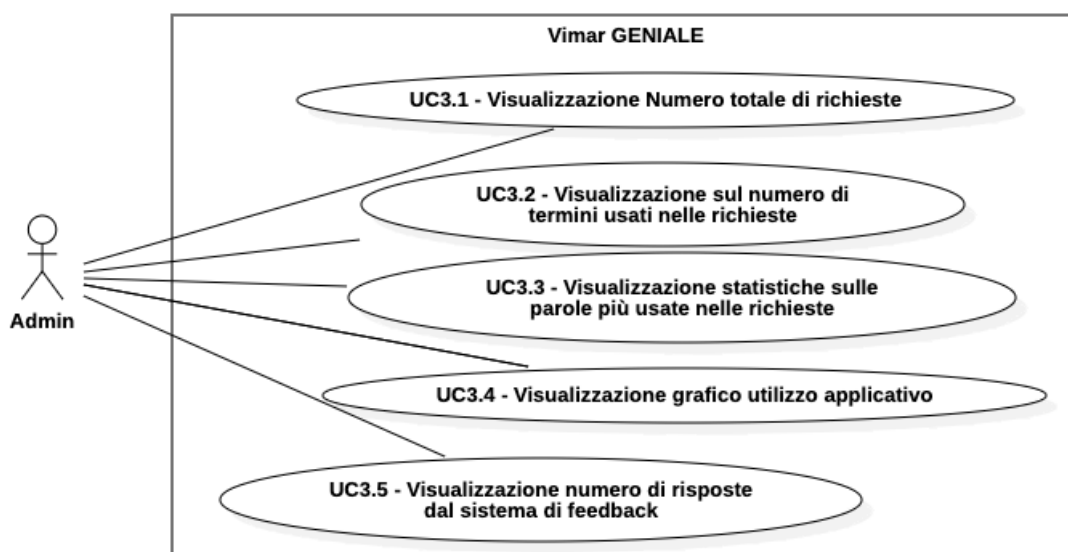 Vimar GENIALE
UC3.1 - Visualizzazione Numero totale di richieste
UC3.2 - Visualizzazione sul numero di
termini usati nelle richieste
UC3.3 - Visualizzazione statistiche sulle
parole più usate nelle richieste
Admin
UC3.4 - Visualizzazione grafico utilizzo applicativo
UC3.5 - Visualizzazione numero di risposte
dal sistema di feedback